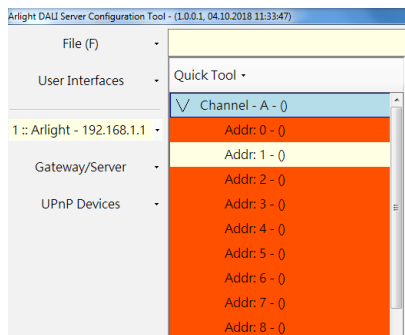 Arlight DALI Server Configuration Tool - (1.0.0.1, 04.10.2018 11:33:47)
File (F)
User Interfaces
1 :: Arlight - 192.168.1.1
Gateway/Server
UPnP Devices
Quick Tool
Channel - A - ()
Addr: 0 - ()
Addr: 1 - ()
Addr: 2 - ()
Addr: 3 - ()
Addr: 4 - ()
Addr: 5 - ()
Addr: 6 - ()
Addr: 7 - ()
Addr: 8 - ()